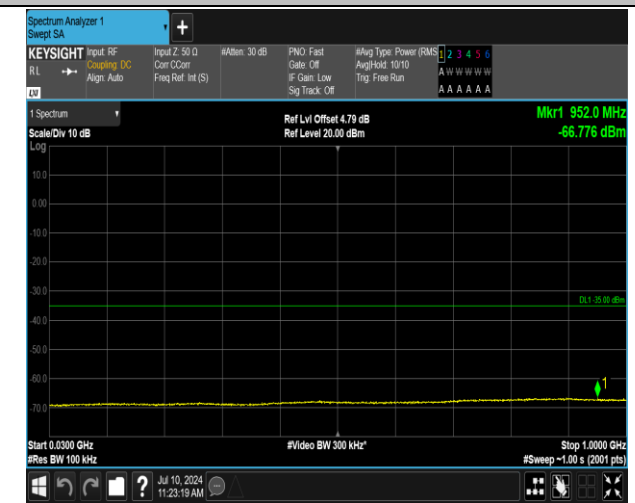 Spectrum Analyzer 1
Swept SA
+
KEYSIGHT Input: RF Input Z: 50 Ω #Atten: 30 dB PNO: Fast #Avg Type: Power (RMS 1 2 3 4 5 6
RL Coupling: DC Corr CCorr Gate: Off Avg|Hold: 10/10 A W W W W W
Align: Auto Freq Ref: Int (S) IF Gain: Low Trig: Free Run
LXI Sig Track: Off A A A A A A
1 Spectrum Ref Lvl Offset 4.79 dB Mkr1 952.0 MHz
Scale/Div 10 dB Ref Level 20.00 dBm -66.776 dBm
Log
10.0
0.00
-10.0
-20.0
-30.0
DL1 -35.00 dBm
-40.0
-50.0
-60.0
1
-70.0
Start 0.0300 GHz #Video BW 300 kHz* Stop 1.0000 GHz
#Res BW 100 kHz #Sweep ~1.00 s (2001 pts)
? Jul 10, 2024
11:23:19 AM